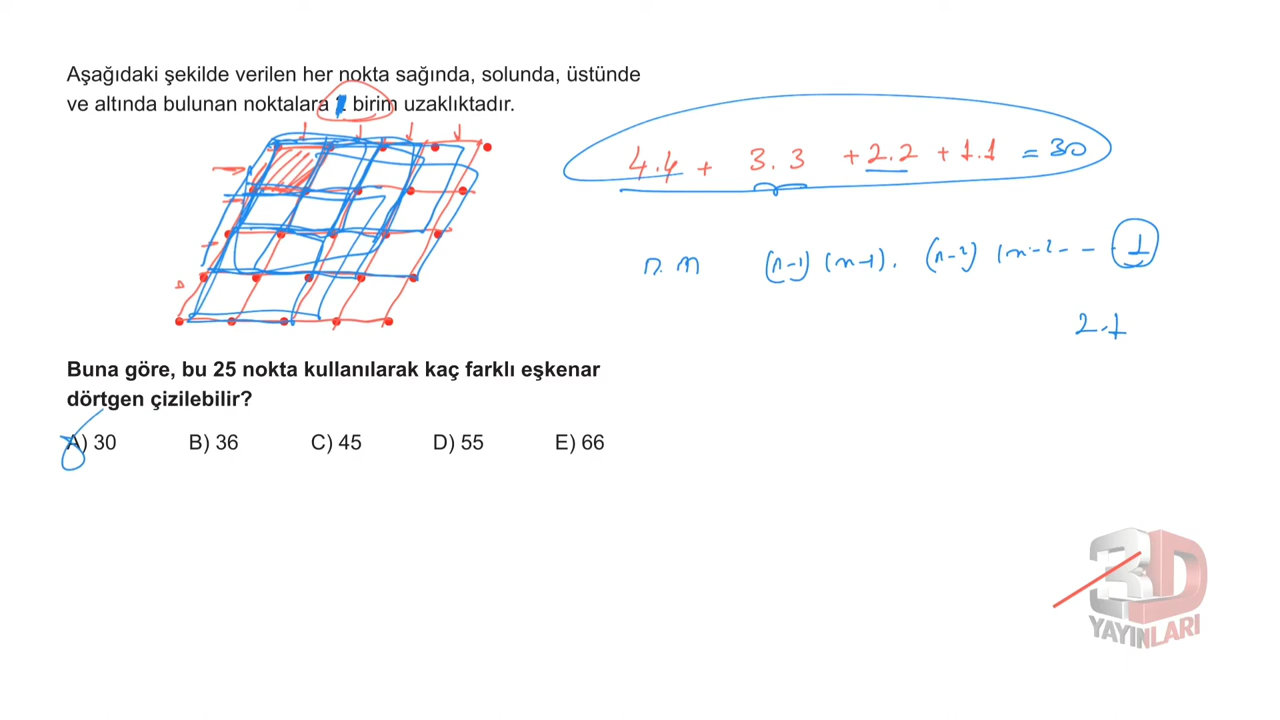 Aşağıdaki şekilde verilen her nokta sağında, solunda, üstünde
ve altında bulunan noktalara 1 birim uzaklıktadır.
4.4 + 3.3 + 2.2 + 1.1 = 30
n.m (n-1) (m-1). (n-2) (m-2 - - 1
2.1
Buna göre, bu 25 nokta kullanılarak kaç farklı eşkenar
dörtgen çizilebilir?
A) 30 B) 36 C) 45 D) 55 E) 66
3D
YAYINLARI